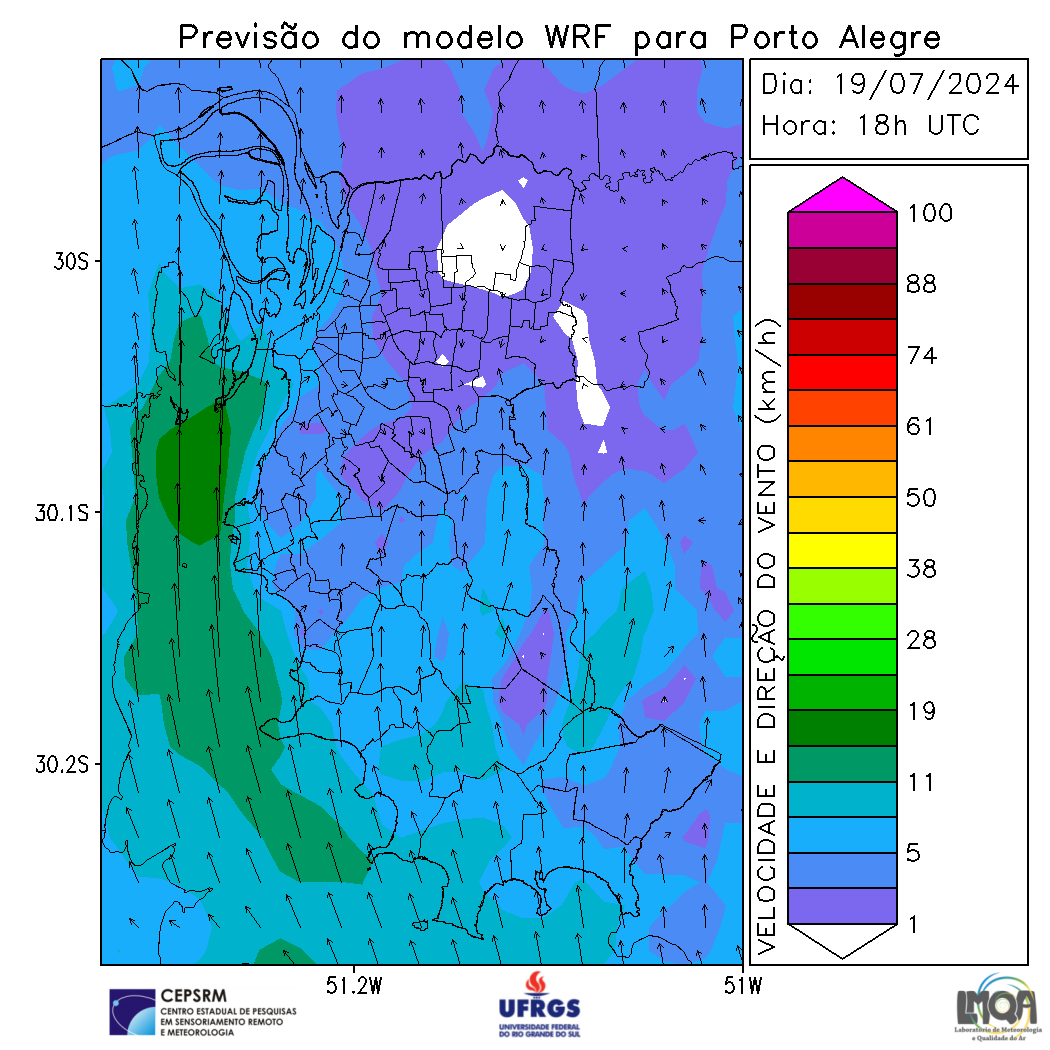 Previsão do modelo WRF para Porto Alegre
Dia: 19/07/2024
Hora: 18h UTC
30S
30.1S
30.2S
51.2W
51W
VELOCIDADE E DIREÇÃO DO VENTO (km/h)
100
88
74
61
50
38
28
19
11
5
1
CEPSRM
CENTRO ESTADUAL DE PESQUISAS
EM SENSORIAMENTO REMOTO
E METEOROLOGIA
UFRGS
UNIVERSIDADE FEDERAL
DO RIO GRANDE DO SUL
LMQA
Laboratório de Meteorologia
e Qualidade do Ar